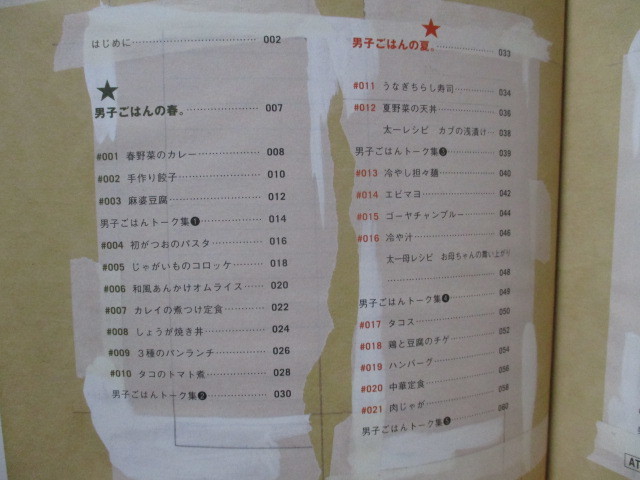 はじめに……………………… 002
★
男子ごはんの春。……………… 007
#001 春野菜のカレー………… 008
#002 手作り餃子……………… 010
#003 麻婆豆腐………………… 012
男子ごはんトーク集❶………… 014
#004 初がつおのパスタ……… 016
#005 じゃがいものコロッケ… 018
#006 和風あんかけオムライス… 020
#007 カレイの煮つけ定食…… 022
#008 しょうが焼き丼………… 024
#009 3種のパンランチ……… 026
#010 タコのトマト煮………… 028
男子ごはんトーク集❷………… 030
★
男子ごはんの夏。……………… 033
#011 うなぎちらし寿司……… 034
#012 夏野菜の天丼…………… 036
太一レシピ カブの浅漬け… 038
男子ごはんトーク集❸………… 039
#013 冷やし担々麺…………… 040
#014 エビマヨ………………… 042
#015 ゴーヤチャンプルー…… 044
#016 冷や汁…………………… 046
太一母レシピ お母ちゃんの舞い上がり
……………………………… 048
男子ごはんトーク集❹………… 049
#017 タコス…………………… 050
#018 鶏と豆腐のチゲ………… 052
#019 ハンバーグ……………… 054
#020 中華定食………………… 056
#021 肉じゃが………………… 058
男子ごはんトーク集❺………… 060
AT